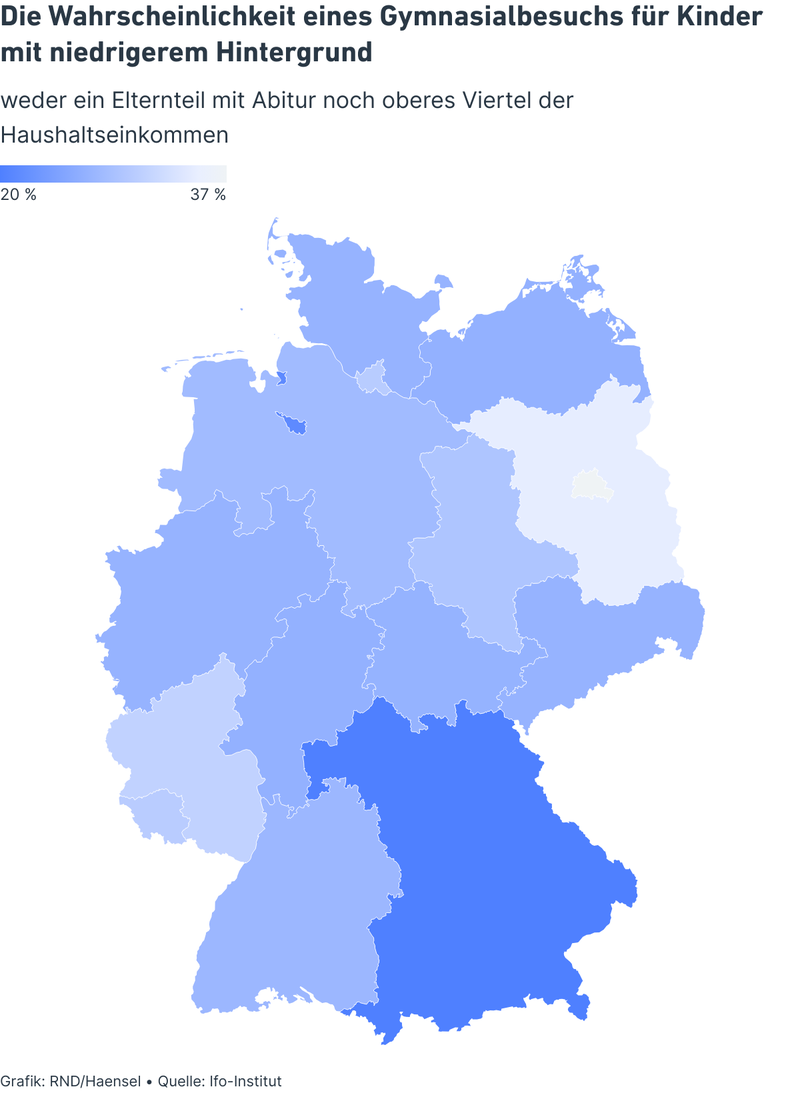 Die Wahrscheinlichkeit eines Gymnasialbesuchs für Kinder
mit niedrigerem Hintergrund
weder ein Elternteil mit Abitur noch oberes Viertel der
Haushaltseinkommen
20 % 37 %
Grafik: RND/Haensel • Quelle: Ifo-Institut